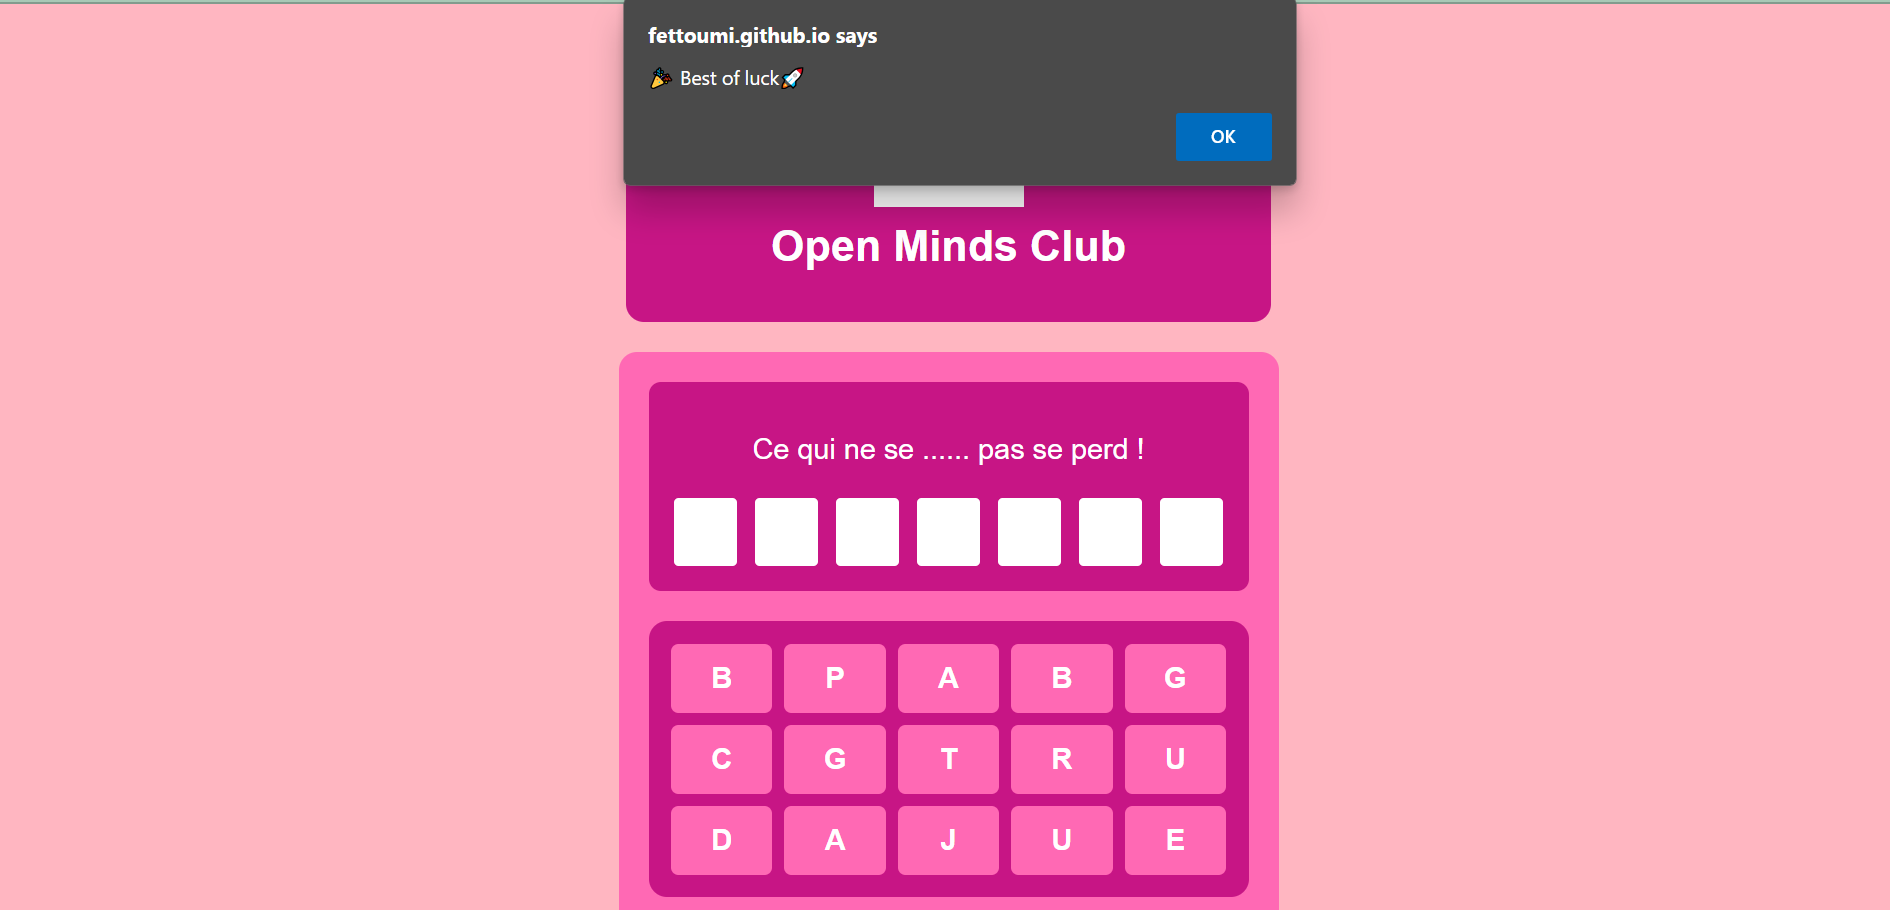 fettoumi.github.io says
🎉 Best of luck🚀
OK
Open Minds Club
Ce qui ne se ...... pas se perd !
B P A B G
C G T R U
D A J U E